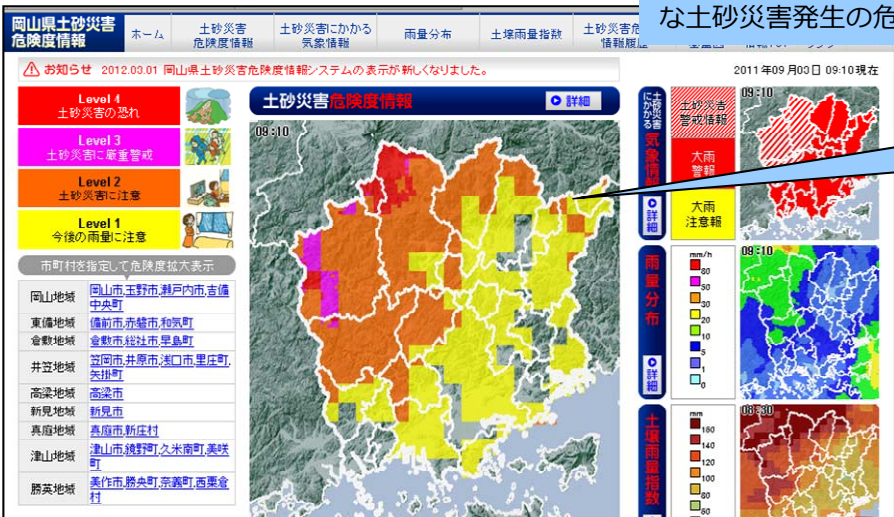 な土砂災害発生の危
岡山県土砂災害
危険度情報
ホーム
土砂災害
危険度情報
土砂災害にかかる
気象情報
雨量分布
土壌雨量指数
土砂災害危
情報履歴
お知らせ 2012.03.01 岡山県土砂災害危険度情報システムの表示が新しくなりました。
2011年09月03日 09:10現在
Level 4
土砂災害の恐れ
Level 3
土砂災害に厳重警戒
Level 2
土砂災害に注意
Level 1
今後の雨量に注意
市町村を指定して危険度拡大表示
岡山地域 岡山市,玉野市,瀬戸内市,吉備
中央町
東備地域 備前市,赤磐市,和気町
倉敷地域 倉敷市,総社市,早島町
井笠地域 笠岡市,井原市,浅口市,里庄町,
矢掛町
高梁地域 高梁市
新見地域 新見市
真庭地域 真庭市,新庄村
津山地域 津山市,鏡野町,久米南町,美咲
町
勝英地域 美作市,勝央町,奈義町,西粟倉
村
土砂災害危険度情報
詳細
09:10
土砂災害
にかかる
気象情報
詳細
土砂災害
警戒情報
大雨
警報
大雨
注意報
09:10
雨量分布
詳細
mm/h
80
50
30
20
10
5
1
0
09:10
土壌雨量指数
mm
180
140
120
100
80
50
08:30